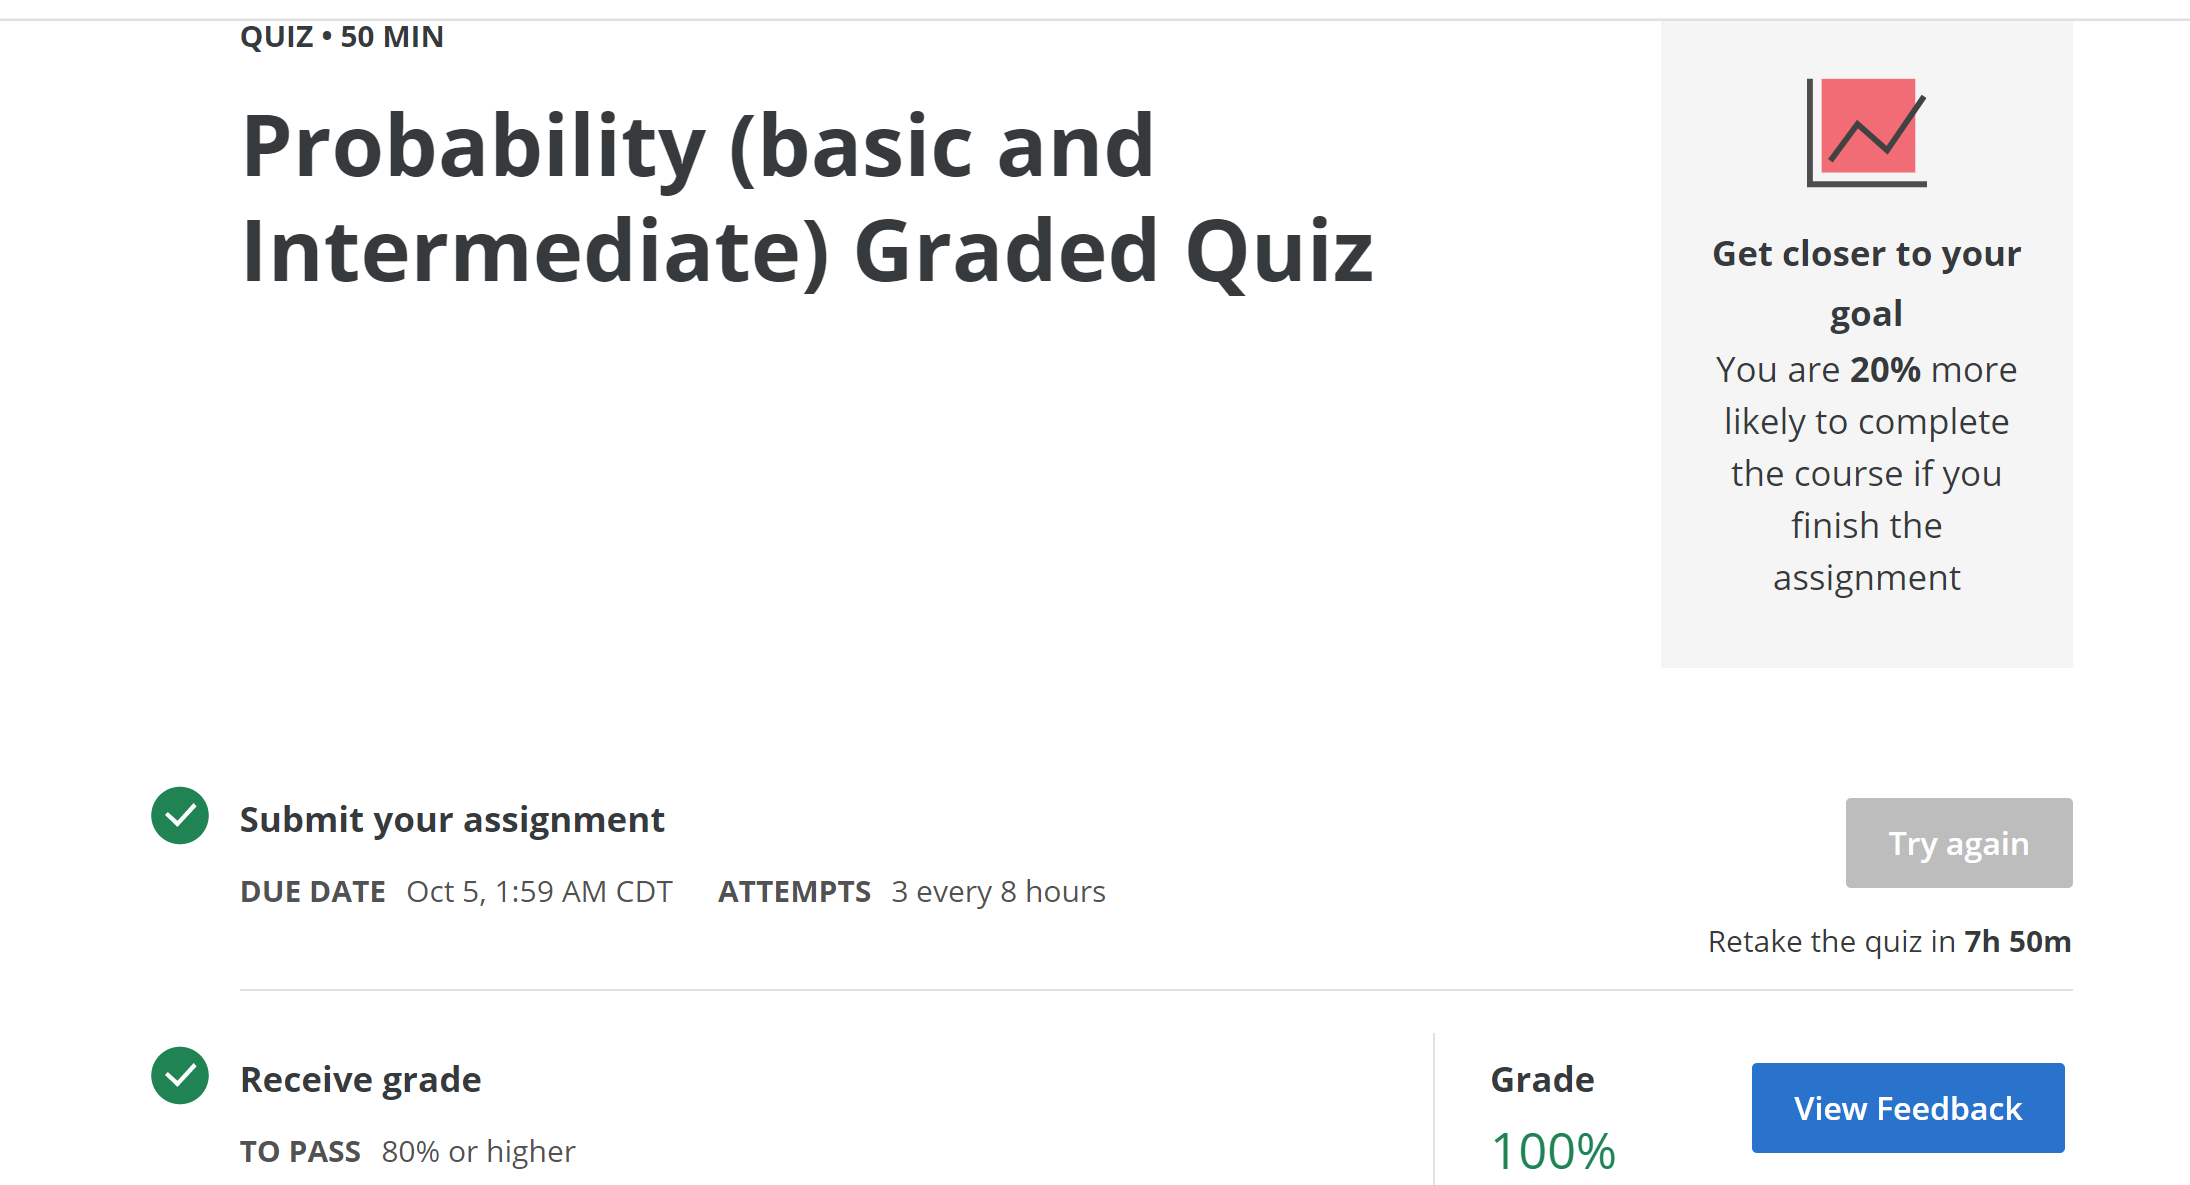 QUIZ • 50 MIN
Probability (basic and
Intermediate) Graded Quiz
Get closer to your
goal
You are 20% more
likely to complete
the course if you
finish the
assignment
Submit your assignment
DUE DATE Oct 5, 1:59 AM CDT ATTEMPTS 3 every 8 hours
Try again
Retake the quiz in 7h 50m
Receive grade
TO PASS 80% or higher
Grade
100%
View Feedback